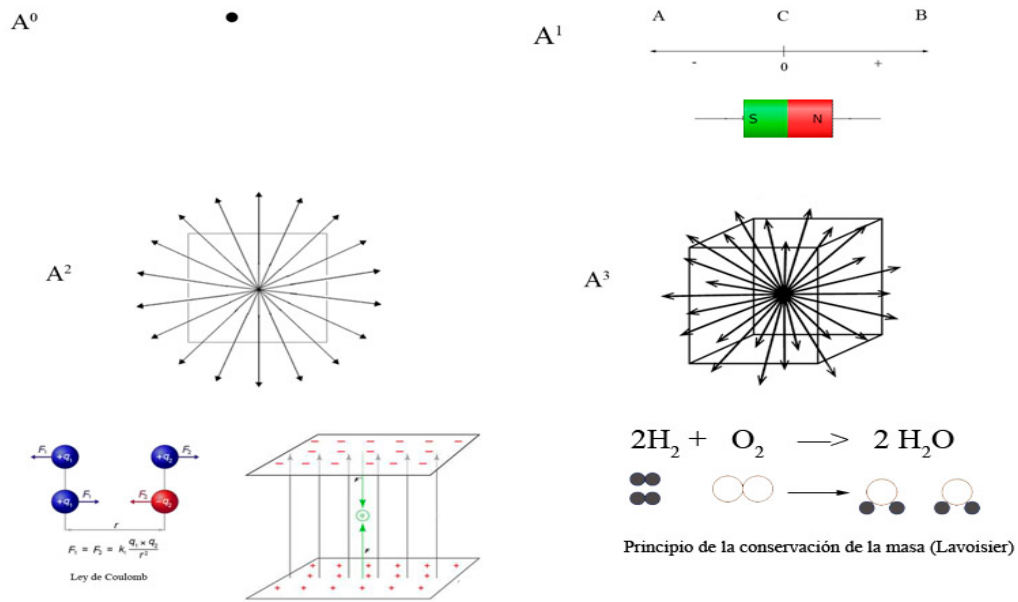 A⁰
A¹
A C B
- 0 +
S N
A²
A³
F₁ +q₁ +q₂ F₂
+q₁ F₁ F₂ −q₂
r
F₁ = F₂ = k₁ q₁ × q₂ / r²
Ley de Coulomb
F
+
F
2H₂ + O₂ —> 2 H₂O
Principio de la conservación de la masa (Lavoisier)